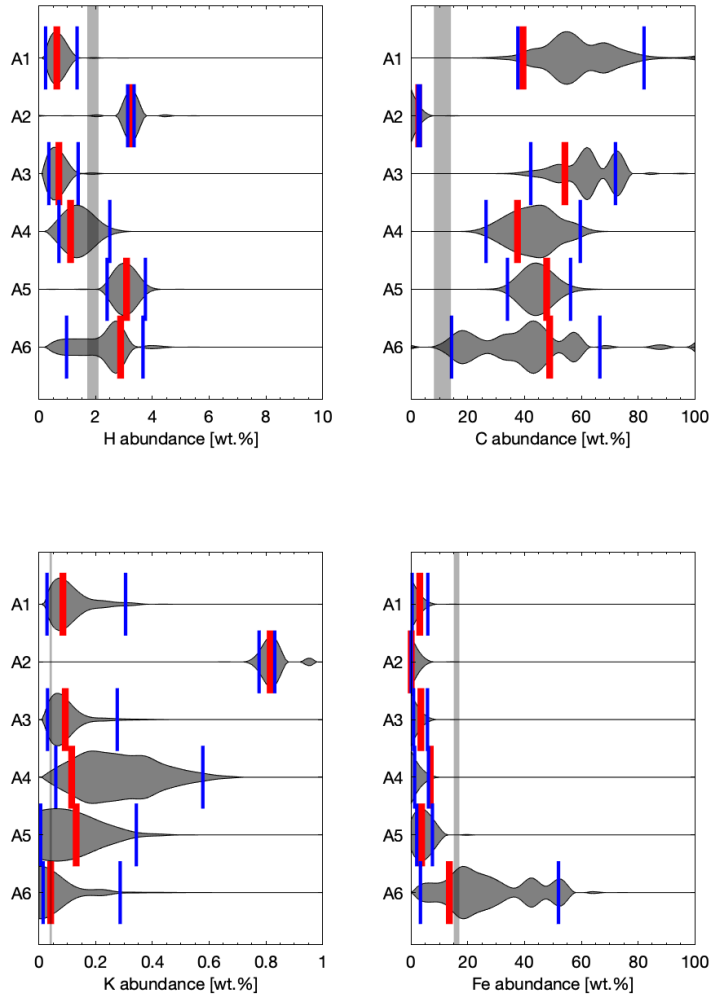 A1
A2
A3
A4
A5
A6
0 2 4 6 8 10
H abundance [wt.%]
A1
A2
A3
A4
A5
A6
0 20 40 60 80 100
C abundance [wt.%]
A1
A2
A3
A4
A5
A6
0 0.2 0.4 0.6 0.8 1
K abundance [wt.%]
A1
A2
A3
A4
A5
A6
0 20 40 60 80 100
Fe abundance [wt.%]